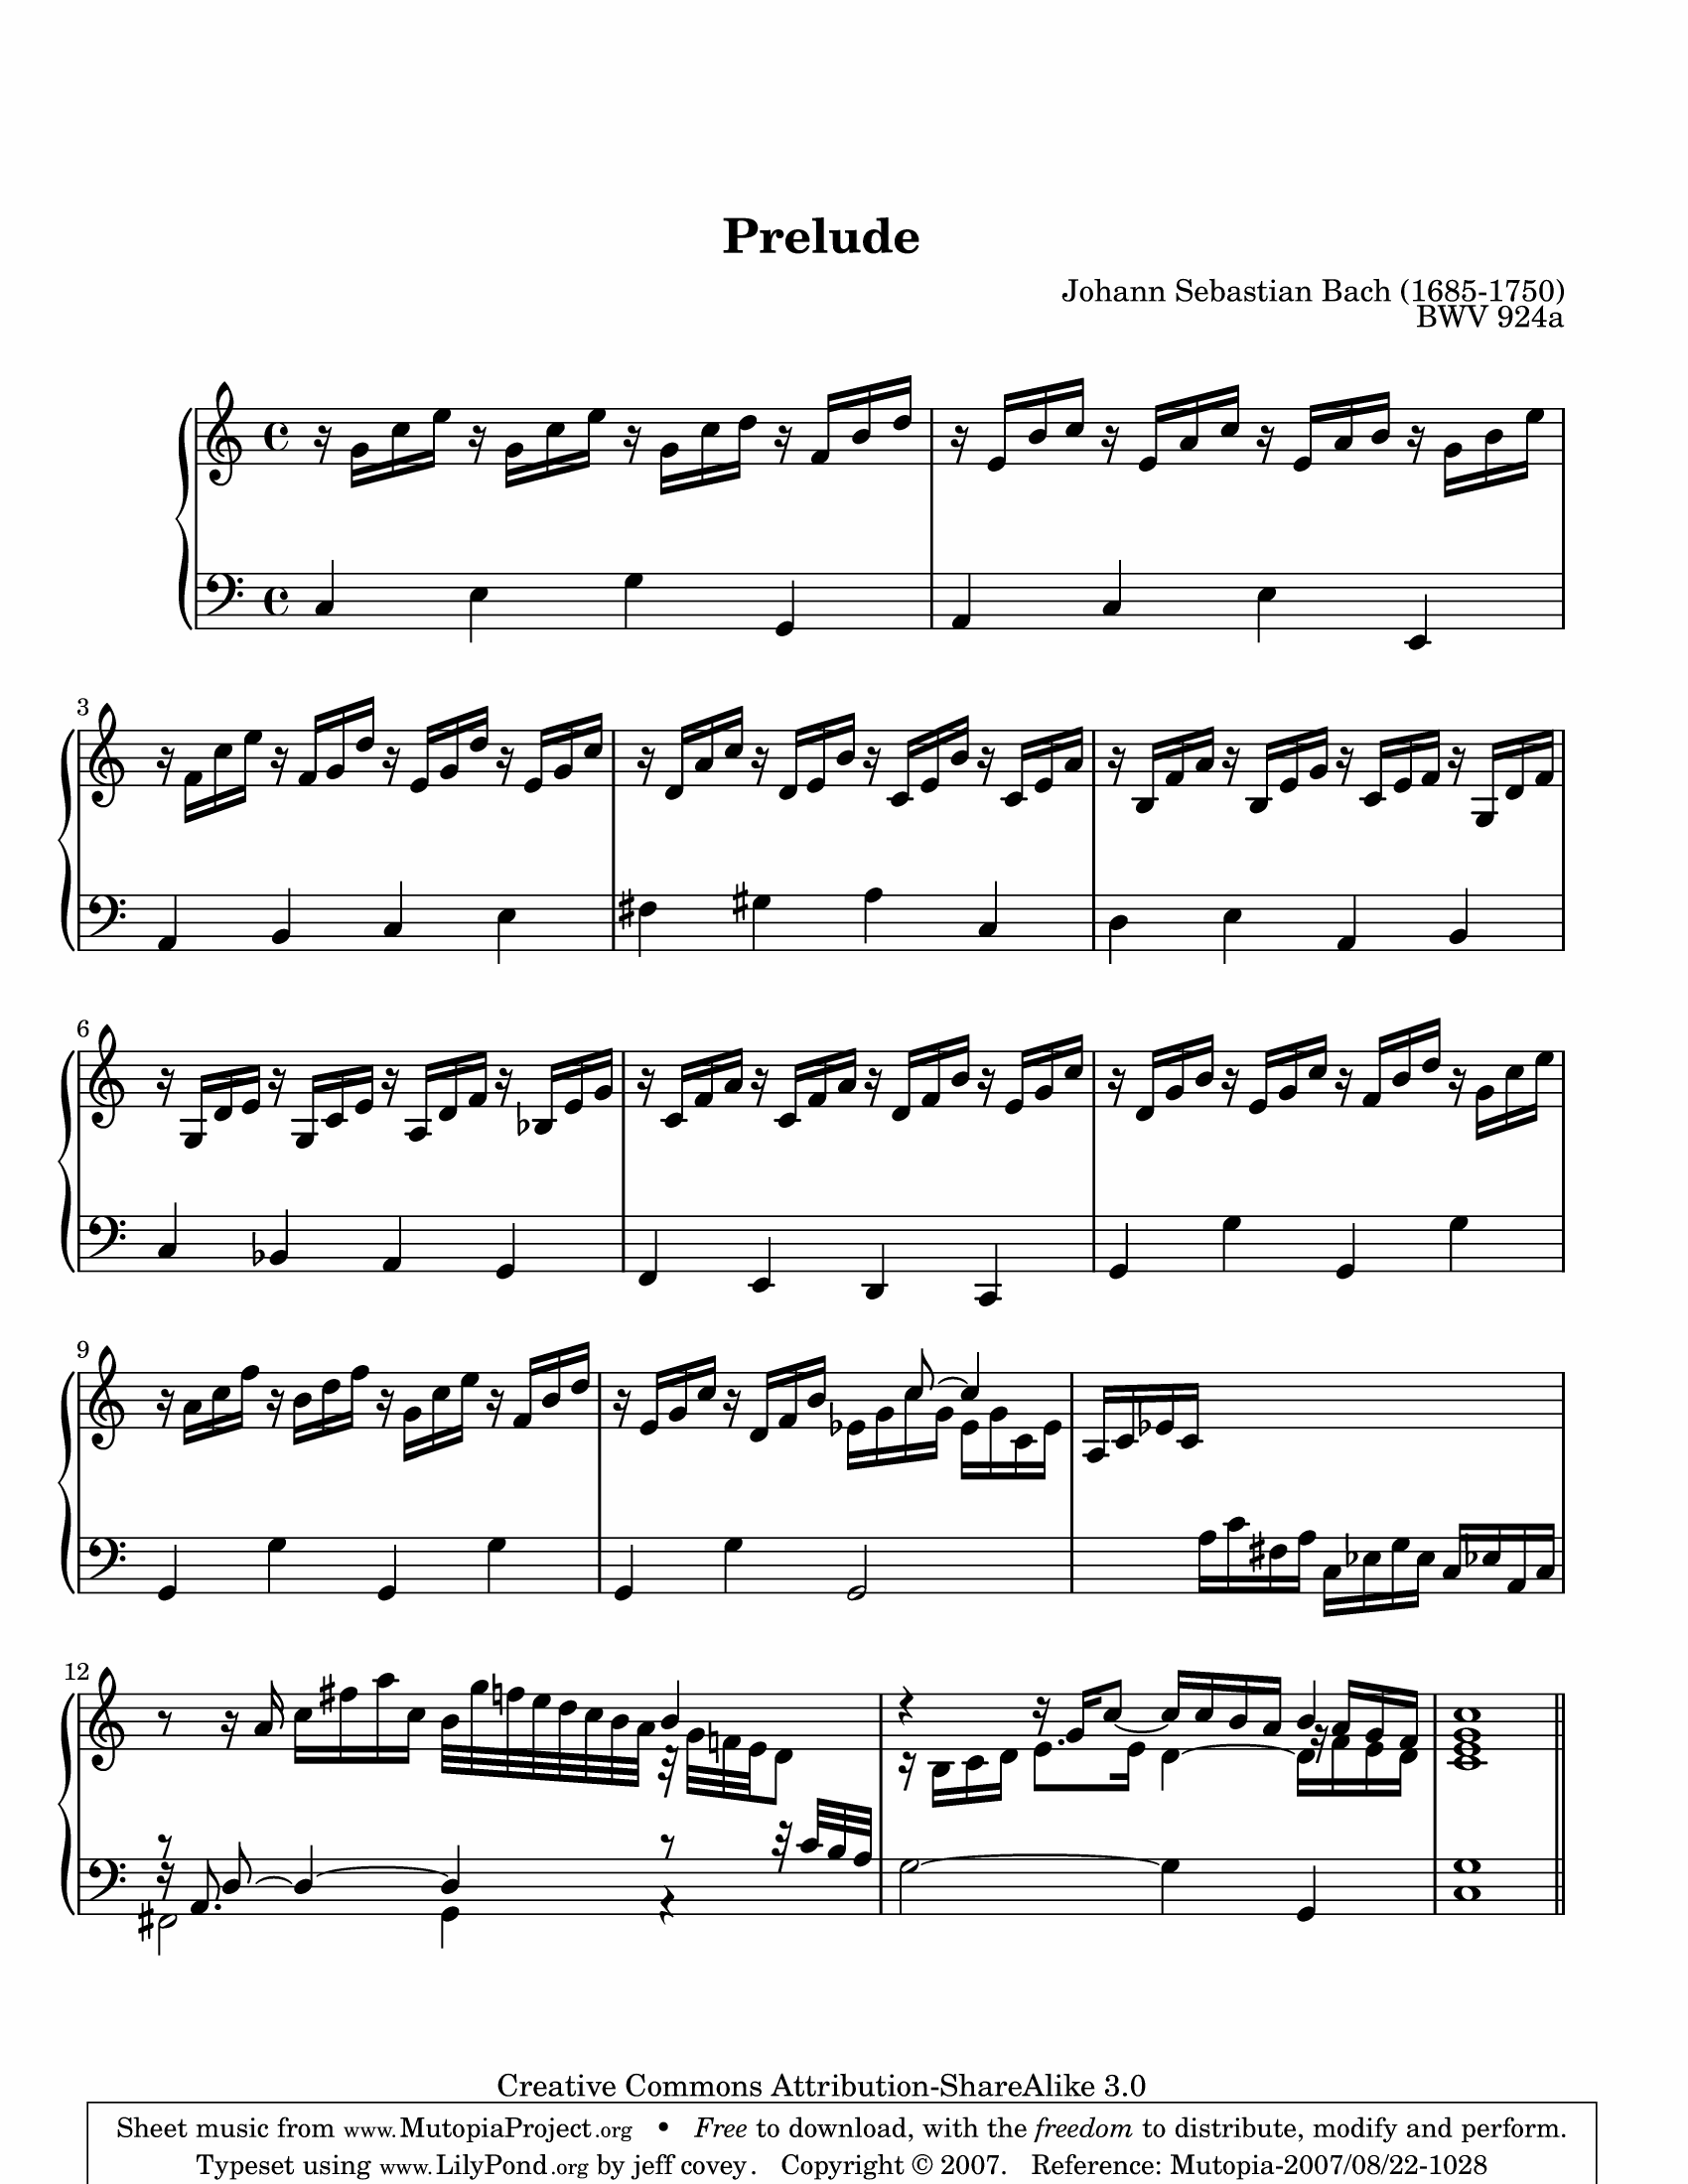 Prelude
Johann Sebastian Bach (1685-1750)
BWV 924a
3
6
9
12
Creative Commons Attribution-ShareAlike 3.0
Sheet music from www.MutopiaProject.org • Free to download, with the freedom to distribute, modify and perform.
Typeset using www.LilyPond.org by jeff covey. Copyright © 2007. Reference: Mutopia-2007/08/22-1028